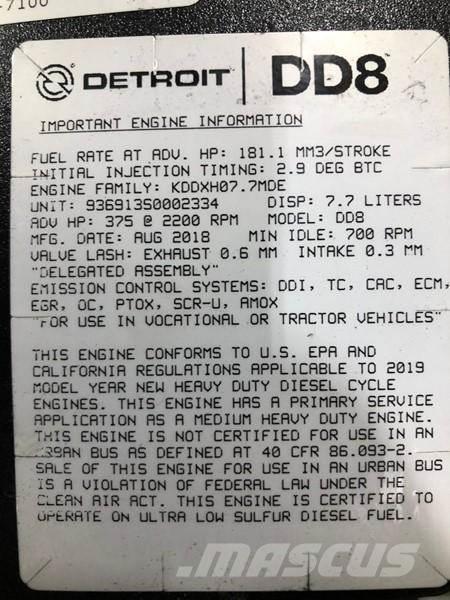 -7100
DETROIT DD8
IMPORTANT ENGINE INFORMATION
FUEL RATE AT ADV. HP: 181.1 MM3/STROKE
INITIAL INJECTION TIMING: 2.9 DEG BTC
ENGINE FAMILY: KDDXH07.7MDE
UNIT: 936913S0002334 DISP: 7.7 LITERS
ADV HP: 375 @ 2200 RPM MODEL: DD8
MFG. DATE: AUG 2018 MIN IDLE: 700 RPM
VALVE LASH: EXHAUST 0.6 MM INTAKE 0.3 MM
"DELEGATED ASSEMBLY"
EMISSION CONTROL SYSTEMS: DDI, TC, CAC, ECM,
EGR, OC, PTOX, SCR-U, AMOX
"FOR USE IN VOCATIONAL OR TRACTOR VEHICLES"
THIS ENGINE CONFORMS TO U.S. EPA AND
CALIFORNIA REGULATIONS APPLICABLE TO 2019
MODEL YEAR NEW HEAVY DUTY DIESEL CYCLE
ENGINES. THIS ENGINE HAS A PRIMARY SERVICE
APPLICATION AS A MEDIUM HEAVY DUTY ENGINE.
THIS ENGINE IS NOT CERTIFIED FOR USE IN AN
URBAN BUS AS DEFINED AT 40 CFR 86.093-2.
SALE OF THIS ENGINE FOR USE IN AN URBAN BUS
IS A VIOLATION OF FEDERAL LAW UNDER THE
CLEAN AIR ACT. THIS ENGINE IS CERTIFIED TO
OPERATE ON ULTRA LOW SULFUR DIESEL FUEL.
MASCUS